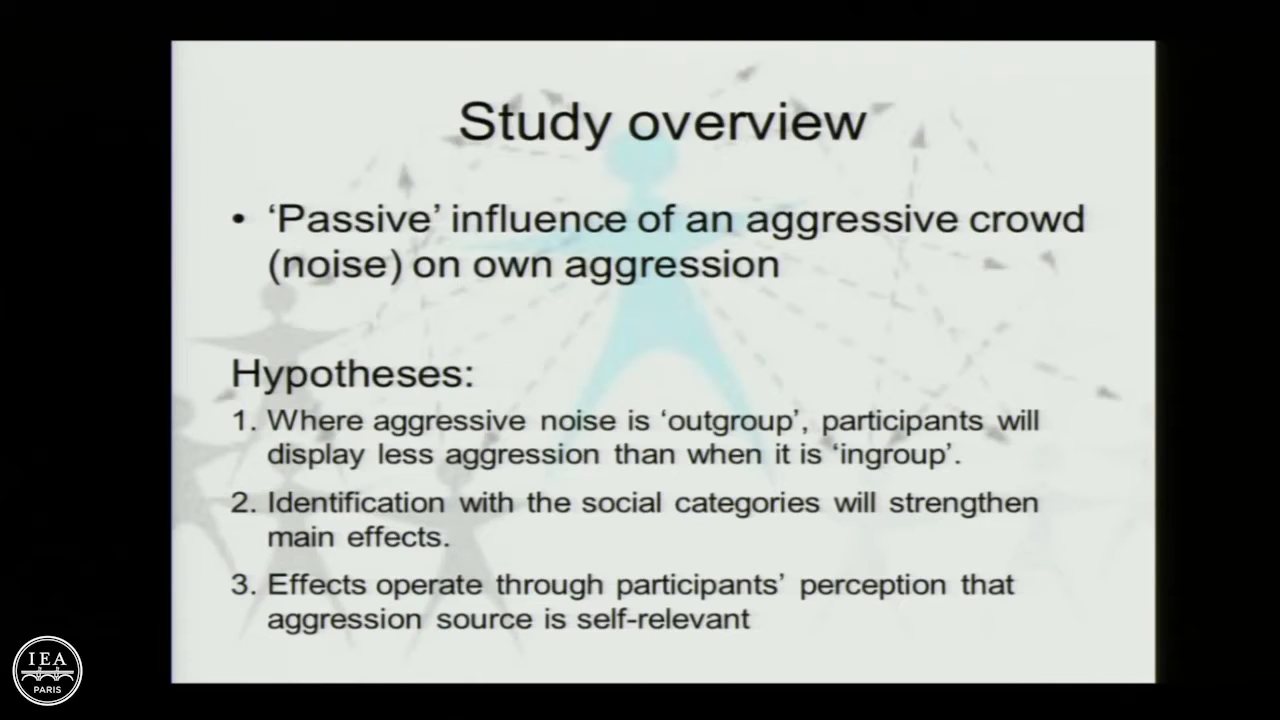 Study overview
• ‘Passive’ influence of an aggressive crowd
(noise) on own aggression
Hypotheses:
1. Where aggressive noise is ‘outgroup’, participants will
display less aggression than when it is ‘ingroup’.
2. Identification with the social categories will strengthen
main effects.
3. Effects operate through participants’ perception that
aggression source is self-relevant
IEA
PARIS